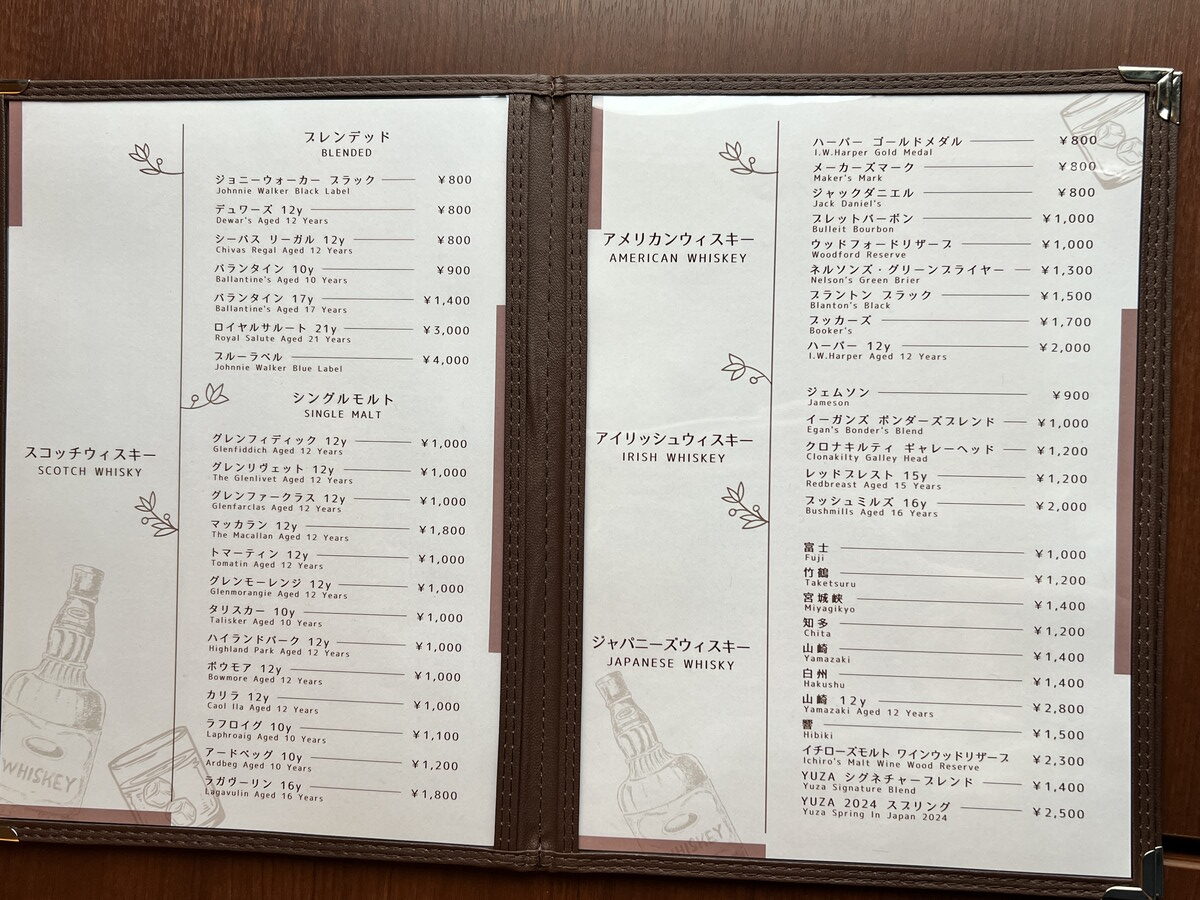 ブレンデッド
BLENDED
ジョニーウォーカー ブラック ¥800
Johnnie Walker Black Label
デュワーズ 12y ¥800
Dewar's Aged 12 Years
シーバス リーガル 12y ¥800
Chivas Regal Aged 12 Years
バランタイン 10y ¥900
Ballantine's Aged 10 Years
バランタイン 17y ¥1,400
Ballantine's Aged 17 Years
ロイヤルサルート 21y ¥3,000
Royal Salute Aged 21 Years
ブルーラベル ¥4,000
Johnnie Walker Blue Label
シングルモルト
SINGLE MALT
スコッチウィスキー
SCOTCH WHISKY
グレンフィディック 12y ¥1,000
Glenfiddich Aged 12 Years
グレンリヴェット 12y ¥1,000
The Glenlivet Aged 12 Years
グレンファークラス 12y ¥1,000
Glenfarclas Aged 12 Years
マッカラン 12y ¥1,800
The Macallan Aged 12 Years
トマーティン 12y ¥1,000
Tomatin Aged 12 Years
グレンモーレンジ 12y ¥1,000
Glenmorangie Aged 12 Years
タリスカー 10y ¥1,000
Talisker Aged 10 Years
ハイランドパーク 12y ¥1,000
Highland Park Aged 12 Years
ボウモア 12y ¥1,000
Bowmore Aged 12 Years
カリラ 12y ¥1,000
Caol Ila Aged 12 Years
ラフロイグ 10y ¥1,100
Laphroaig Aged 10 Years
アードベッグ 10y ¥1,200
Ardbeg Aged 10 Years
ラガヴーリン 16y ¥1,800
Lagavulin Aged 16 Years
WHISKEY
アメリカンウィスキー
AMERICAN WHISKEY
ハーパー ゴールドメダル ¥800
I.W.Harper Gold Medal
メーカーズマーク ¥800
Maker's Mark
ジャックダニエル ¥800
Jack Daniel's
ブレットバーボン ¥1,000
Bulleit Bourbon
ウッドフォードリザーブ ¥1,000
Woodford Reserve
ネルソンズ・グリーンブライヤー ¥1,300
Nelson's Green Brier
ブラントン ブラック ¥1,500
Blanton's Black
ブッカーズ ¥1,700
Booker's
ハーパー 12y ¥2,000
I.W.Harper Aged 12 Years
アイリッシュウィスキー
IRISH WHISKEY
ジェムソン ¥900
Jameson
イーガンズ ボンダーズブレンド ¥1,000
Egan's Bonder's Blend
クロナキルティ ギャレーヘッド ¥1,200
Clonakilty Galley Head
レッドブレスト 15y ¥1,200
Redbreast Aged 15 Years
ブッシュミルズ 16y ¥2,000
Bushmills Aged 16 Years
ジャパニーズウィスキー
JAPANESE WHISKY
富士 ¥1,000
Fuji
竹鶴 ¥1,200
Taketsuru
宮城峡 ¥1,400
Miyagikyo
知多 ¥1,200
Chita
山崎 ¥1,400
Yamazaki
白州 ¥1,400
Hakushu
山崎 12y ¥2,800
Yamazaki Aged 12 Years
響 ¥1,500
Hibiki
イチローズモルト ワインウッドリザーブ ¥2,300
Ichiro's Malt Wine Wood Reserve
YUZA シグネチャーブレンド ¥1,400
Yuza Signature Blend
YUZA 2024 スプリング ¥2,500
Yuza Spring In Japan 2024
WHISKEY